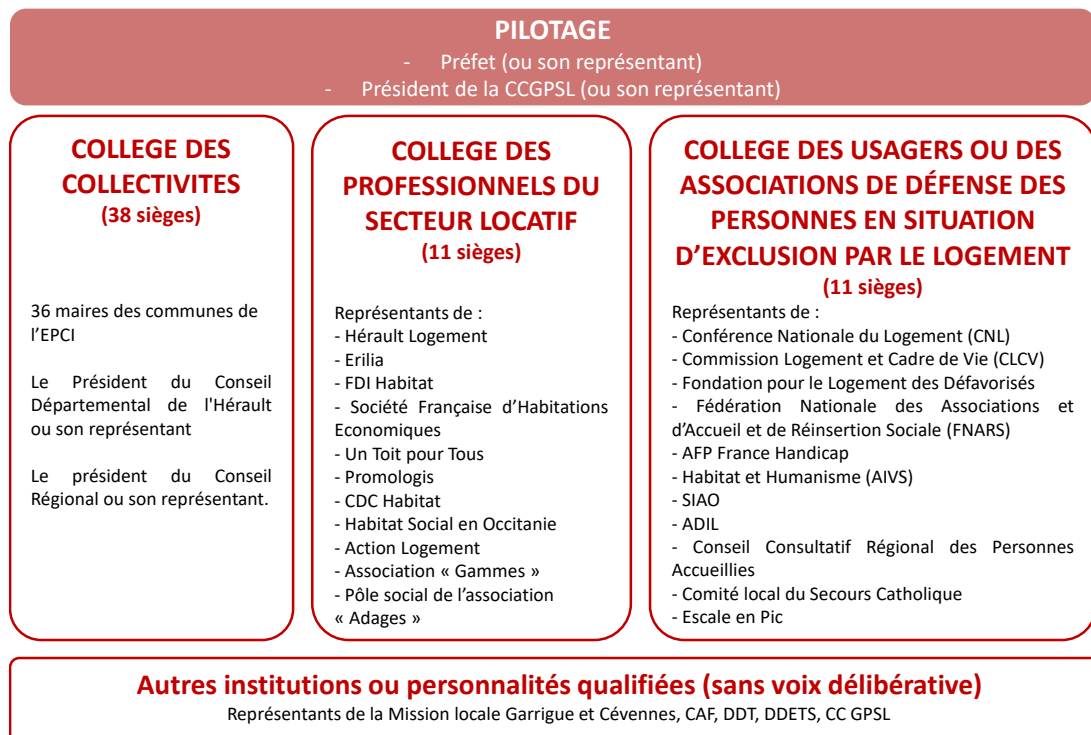 PILOTAGE
- Préfet (ou son représentant)
- Président de la CCGPSL (ou son représentant)
COLLEGE DES
COLLECTIVITES
(38 sièges)
36 maires des communes de
l’EPCI
Le Président du Conseil
Départemental de l'Hérault
ou son représentant
Le président du Conseil
Régional ou son représentant.
COLLEGE DES
PROFESSIONNELS DU
SECTEUR LOCATIF
(11 sièges)
Représentants de :
- Hérault Logement
- Erilia
- FDI Habitat
- Société Française d’Habitations
Economiques
- Un Toit pour Tous
- Promologis
- CDC Habitat
- Habitat Social en Occitanie
- Action Logement
- Association « Gammes »
- Pôle social de l’association
« Adages »
COLLEGE DES USAGERS OU DES
ASSOCIATIONS DE DÉFENSE DES
PERSONNES EN SITUATION
D’EXCLUSION PAR LE LOGEMENT
(11 sièges)
Représentants de :
- Conférence Nationale du Logement (CNL)
- Commission Logement et Cadre de Vie (CLCV)
- Fondation pour le Logement des Défavorisés
- Fédération Nationale des Associations et
d’Accueil et de Réinsertion Sociale (FNARS)
- AFP France Handicap
- Habitat et Humanisme (AIVS)
- SIAO
- ADIL
- Conseil Consultatif Régional des Personnes
Accueillies
- Comité local du Secours Catholique
- Escale en Pic
Autres institutions ou personnalités qualifiées (sans voix délibérative)
Représentants de la Mission locale Garrigue et Cévennes, CAF, DDT, DDETS, CC GPSL